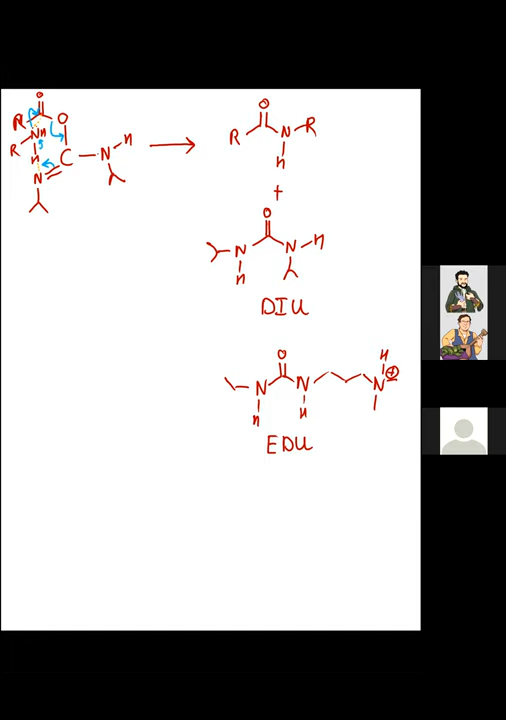 O
R O
N H
R H
C N H
N
O
R N R
H
+
O
N N H
H
DIU
O H
N N N ⊕
H H
EDU